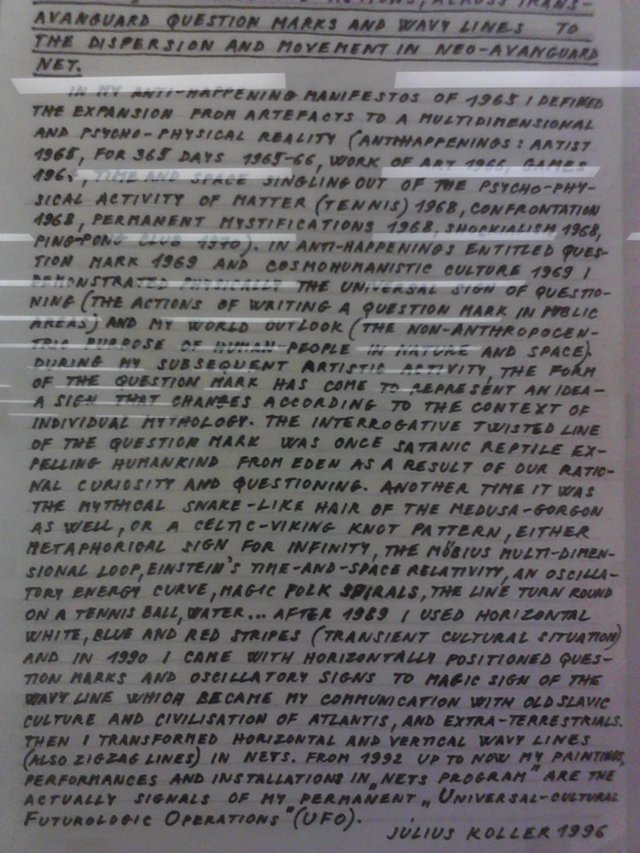 ACTIONS, ACROSS TRANS-
AVANGUARD QUESTION MARKS AND WAVY LINES TO
THE DISPERSION AND MOVEMENT IN NEO-AVANGUARD
NET.
IN MY ANTI-HAPPENING MANIFESTOS OF 1965 I DEFINED
THE EXPANSION FROM ARTEFACTS TO A MULTIDIMENSIONAL
AND PSYCHO-PHYSICAL REALITY (ANTIHAPPENINGS: ARTIST
1965, FOR 365 DAYS 1965-66, WORK OF ART 1966, GAMES
TIME AND SPACE SINGLING OUT OF THE PSYCHO-PHY-
SICAL ACTIVITY OF MATTER (TENNIS) 1968, CONFRONTATION
1968, PERMANENT MYSTIFICATIONS 1968, SHOCKIALISM 1968,
PING-PONG CLUB 1970). IN ANTI-HAPPENINGS ENTITLED QUES-
TION MARK 1969 AND COSMOHUMANISTIC CULTURE 1969 I
DEMONSTRATED PHYSICALLY THE UNIVERSAL SIGN OF QUESTIO-
NING (THE ACTIONS OF WRITING A QUESTION MARK IN PUBLIC
AREAS) AND MY WORLD OUTLOOK (THE NON-ANTHROPOCEN-
TRIC PURPOSE OF HUMAN-PEOPLE IN NATURE AND SPACE).
DURING MY SUBSEQUENT ARTISTIC ACTIVITY, THE FORM
OF THE QUESTION MARK HAS COME TO REPRESENT AN IDEA-
A SIGN THAT CHANGES ACCORDING TO THE CONTEXT OF
INDIVIDUAL MYTHOLOGY. THE INTERROGATIVE TWISTED LINE
OF THE QUESTION MARK WAS ONCE SATANIC REPTILE EX-
PELLING HUMANKIND FROM EDEN AS A RESULT OF OUR RATIO-
NAL CURIOSITY AND QUESTIONING. ANOTHER TIME IT WAS
THE MYTHICAL SNAKE-LIKE HAIR OF THE MEDUSA-GORGON
AS WELL, OR A CELTIC-VIKING KNOT PATTERN, EITHER
METAPHORICAL SIGN FOR INFINITY, THE MÖBIUS MULTI-DIMEN-
SIONAL LOOP, EINSTEIN'S TIME-AND-SPACE RELATIVITY, AN OSCILLA-
TORY ENERGY CURVE, MAGIC FOLK SPIRALS, THE LINE TURN ROUND
ON A TENNIS BALL, WATER... AFTER 1989 I USED HORIZONTAL
WHITE, BLUE AND RED STRIPES (TRANSIENT CULTURAL SITUATION)
AND IN 1990 I CAME WITH HORIZONTALLY POSITIONED QUES-
TION MARKS AND OSCILLATORY SIGNS TO MAGIC SIGN OF THE
WAVY LINE WHICH BECAME MY COMMUNICATION WITH OLD SLAVIC
CULTURE AND CIVILISATION OF ATLANTIS, AND EXTRA-TERRESTRIALS.
THEN I TRANSFORMED HORIZONTAL AND VERTICAL WAVY LINES
(ALSO ZIGZAG LINES) IN NETS. FROM 1992 UP TO NOW MY PAINTINGS,
PERFORMANCES AND INSTALLATIONS IN „NETS PROGRAM" ARE THE
ACTUALLY SIGNALS OF MY PERMANENT „UNIVERSAL-CULTURAL
FUTUROLOGIC OPERATIONS" (UFO).
JÚLIUS KOLLER 1996